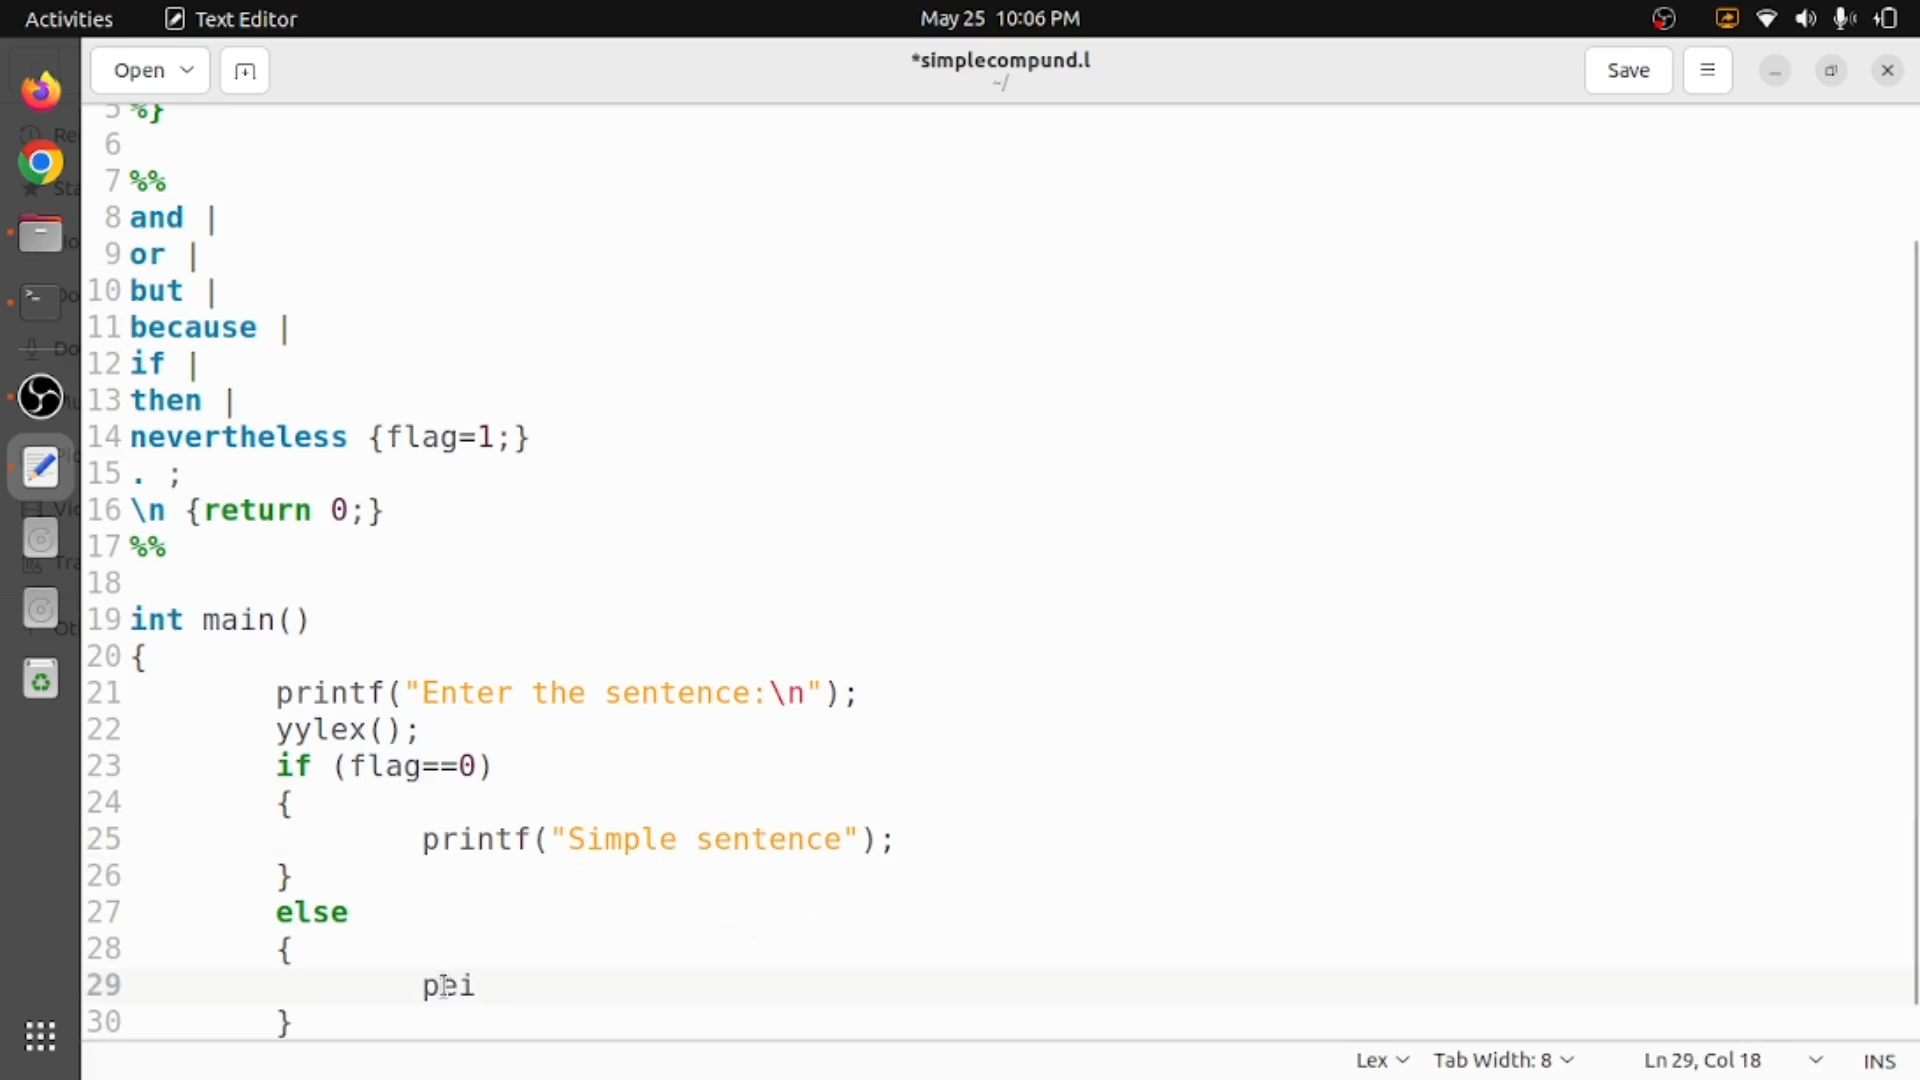 Activities
Text Editor
May 25 10:06 PM
Open
*simplecompund.l
~/
Save
5 %}
6
7 %%
8 and |
9 or |
10 but |
11 because |
12 if |
13 then |
14 nevertheless {flag=1;}
15 . ;
16 \n {return 0;}
17 %%
18
19 int main()
20 {
21 printf("Enter the sentence:\n");
22 yylex();
23 if (flag==0)
24 {
25 printf("Simple sentence");
26 }
27 else
28 {
29 pei
30 }
Lex
Tab Width: 8
Ln 29, Col 18
INS